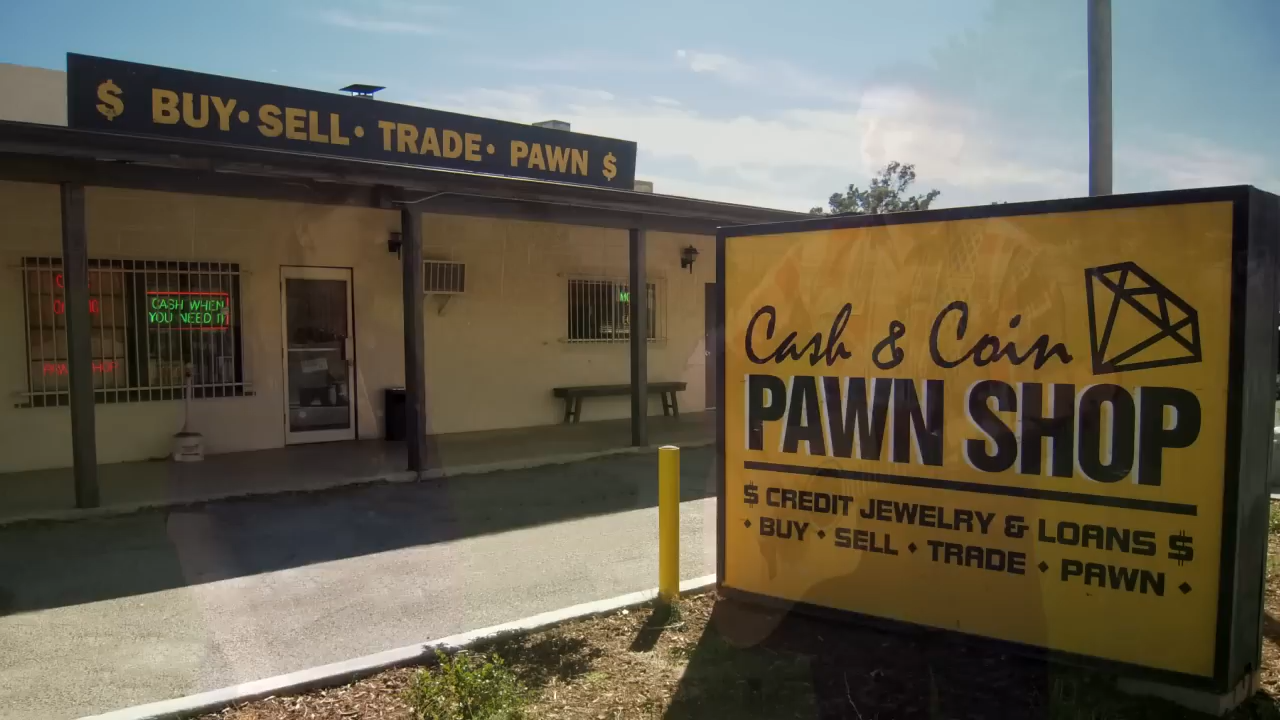 $ BUY • SELL • TRADE • PAWN $
CASH WHEN
YOU NEED IT
Cash & Coin
PAWN SHOP
$ CREDIT JEWELRY & LOANS $
• BUY • SELL • TRADE • PAWN •